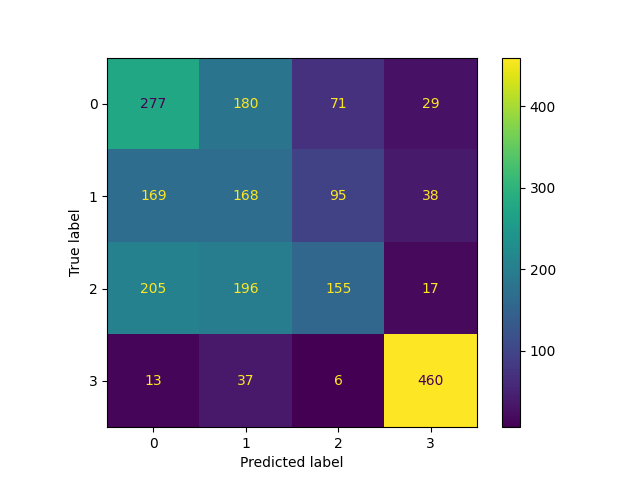 0 277 180 71 29
1 169 168 95 38
2 205 196 155 17
3 13 37 6 460
0 1 2 3
Predicted label
True label
400
300
200
100